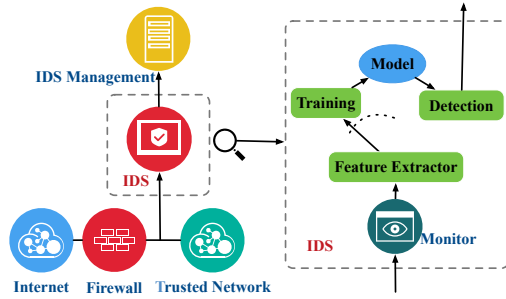 IDS Management
IDS
Internet
Firewall
Trusted Network
Model
Training
Detection
Feature Extractor
Monitor
IDS